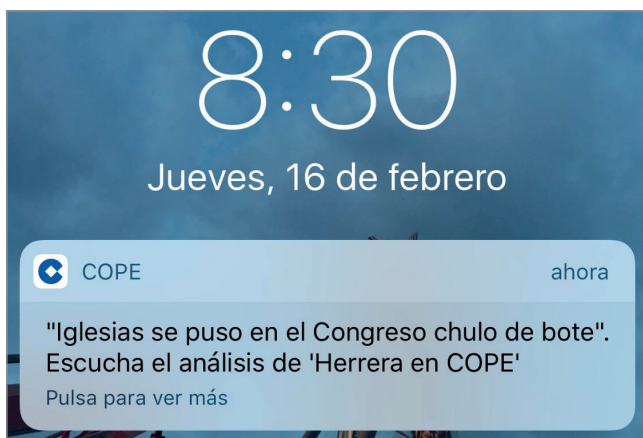 8:30
Jueves, 16 de febrero
COPE
ahora
"Iglesias se puso en el Congreso chulo de bote".
Escucha el análisis de 'Herrera en COPE'
Pulsa para ver más